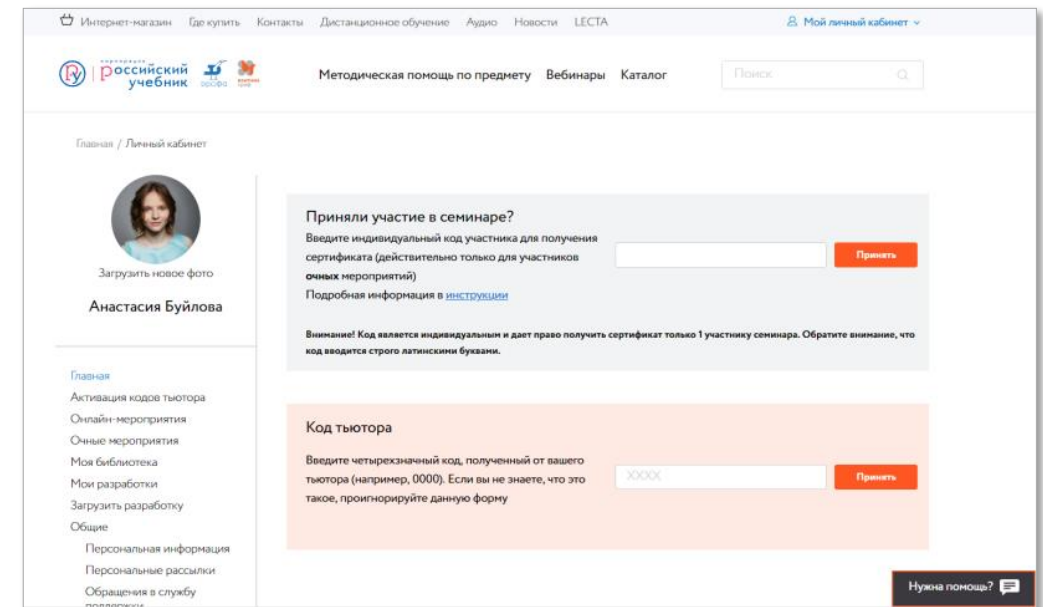 Интернет-магазин Где купить Контакты Дистанционное обучение Аудио Новости LECTA Мой личный кабинет
корпорация
российский
учебник
Методическая помощь по предмету Вебинары Каталог Поиск
Главная / Личный кабинет
Загрузить новое фото
Анастасия Буйлова
Главная
Активация кодов тьютора
Онлайн-мероприятия
Очные мероприятия
Моя библиотека
Мои разработки
Загрузить разработку
Общие
Персональная информация
Персональные рассылки
Обращения в службу
поддержки
Приняли участие в семинаре?
Введите индивидуальный код участника для получения
сертификата (действительно только для участников
очных мероприятий)
Подробная информация в инструкции
Принять
Внимание! Код является индивидуальным и дает право получить сертификат только 1 участнику семинара. Обратите внимание, что
код вводится строго латинскими буквами.
Код тьютора
Введите четырехзначный код, полученный от вашего
тьютора (например, 0000). Если вы не знаете, что это
такое, проигнорируйте данную форму
XXXX
Принять
Нужна помощь?